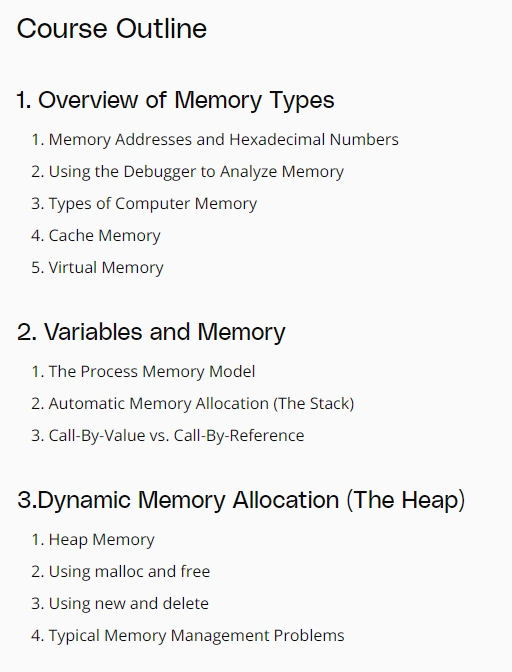 Course Outline
1. Overview of Memory Types
1. Memory Addresses and Hexadecimal Numbers
2. Using the Debugger to Analyze Memory
3. Types of Computer Memory
4. Cache Memory
5. Virtual Memory
2. Variables and Memory
1. The Process Memory Model
2. Automatic Memory Allocation (The Stack)
3. Call-By-Value vs. Call-By-Reference
3.Dynamic Memory Allocation (The Heap)
1. Heap Memory
2. Using malloc and free
3. Using new and delete
4. Typical Memory Management Problems